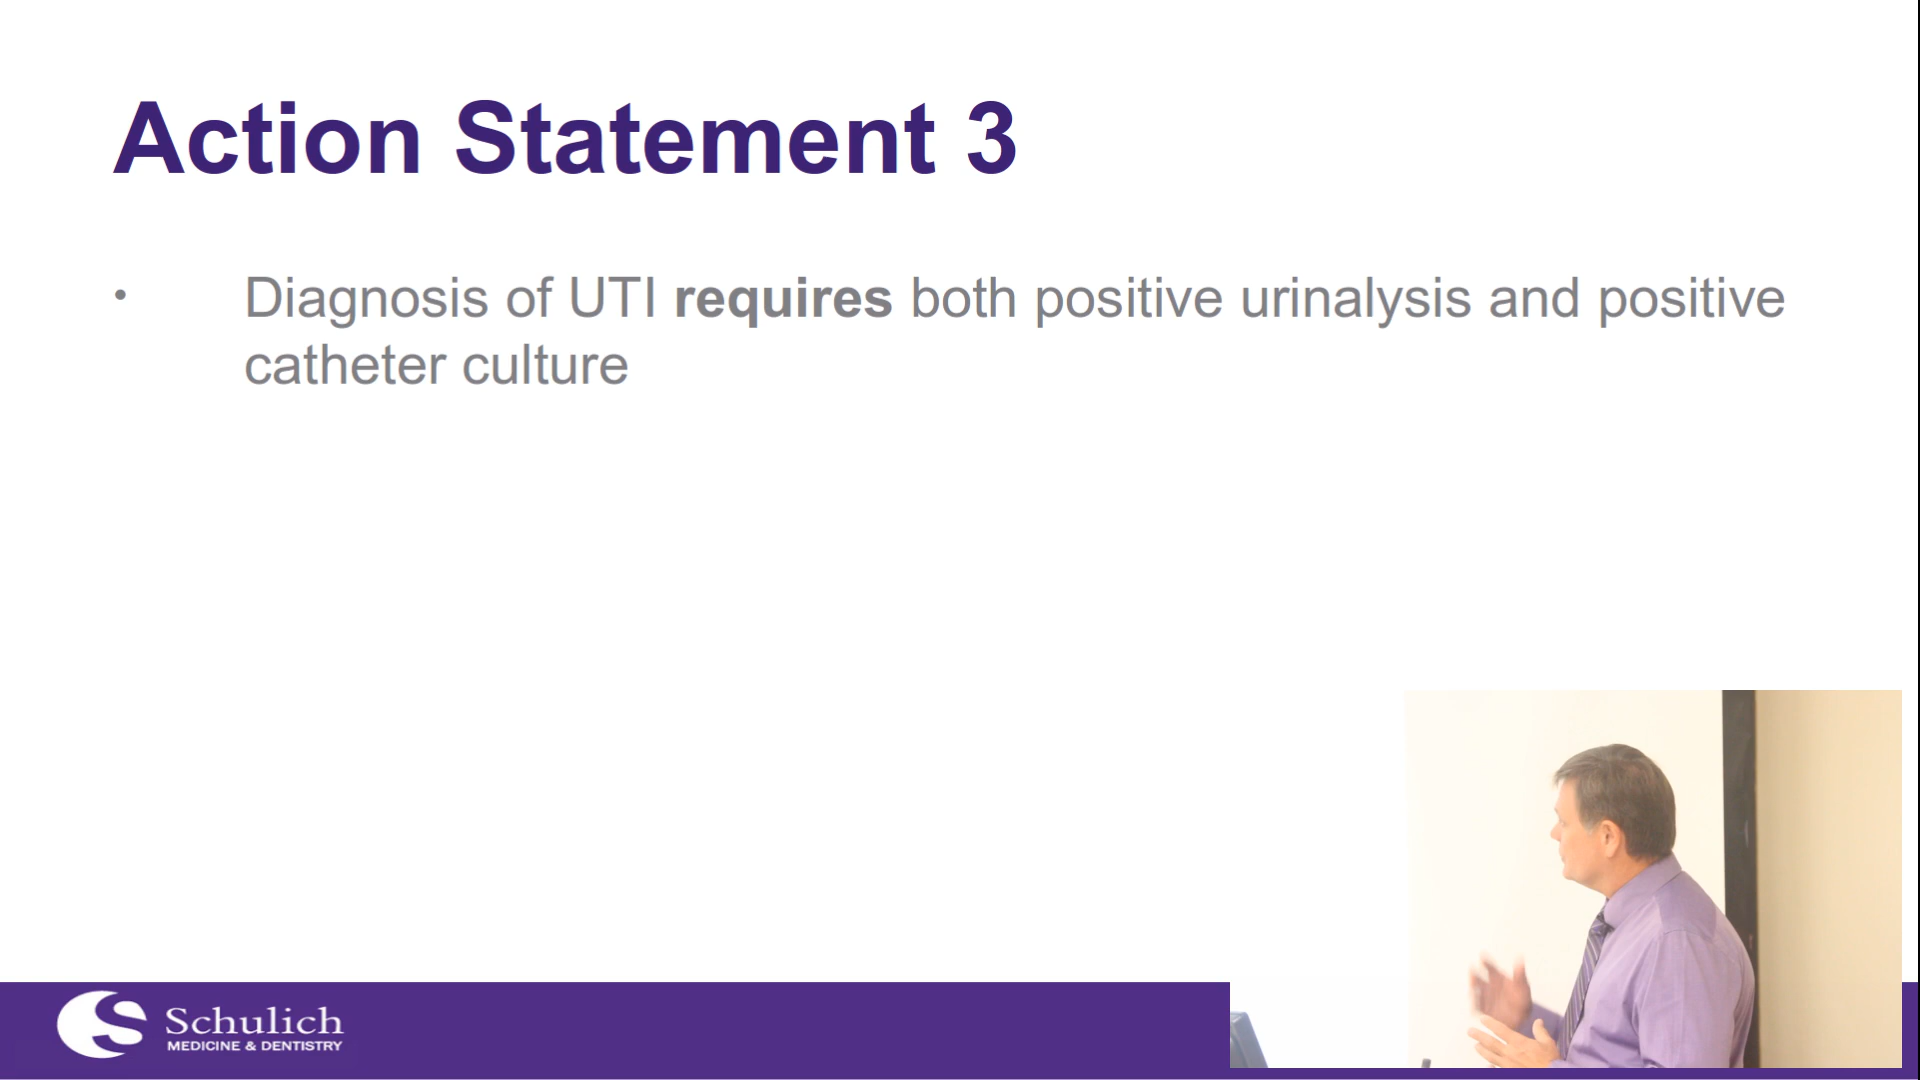 Action Statement 3
• Diagnosis of UTI requires both positive urinalysis and positive
catheter culture
Schulich
MEDICINE & DENTISTRY